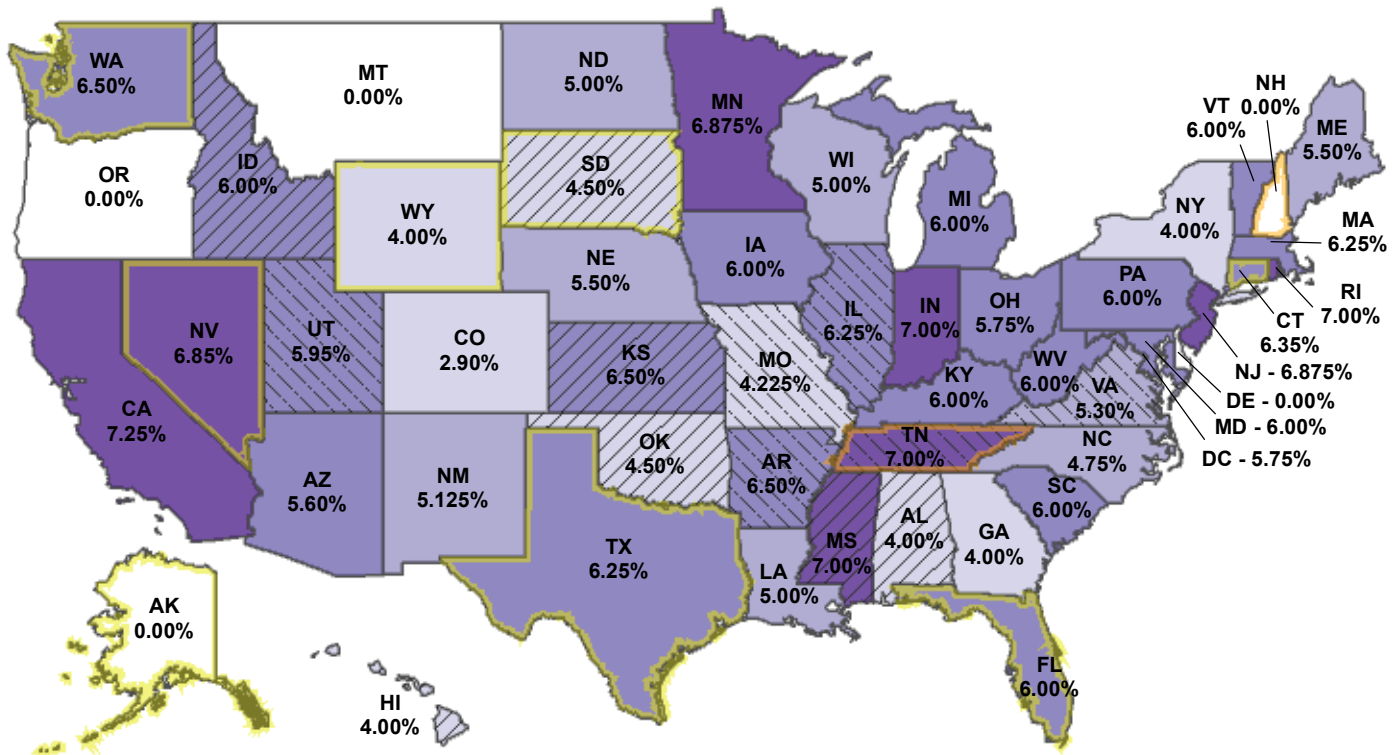 WA
6.50%
MT
0.00%
ND
5.00%
MN
6.875%
NH
0.00%
VT
6.00%
ME
5.50%
OR
0.00%
ID
6.00%
SD
4.50%
WI
5.00%
MI
6.00%
NY
4.00%
MA
6.25%
WY
4.00%
IA
6.00%
NE
5.50%
PA
6.00%
RI
7.00%
NV
6.85%
UT
5.95%
CO
2.90%
KS
6.50%
MO
4.225%
IL
6.25%
IN
7.00%
OH
5.75%
CT
6.35%
WV
6.00%
KY
6.00%
VA
5.30%
NJ - 6.875%
DE - 0.00%
MD - 6.00%
DC - 5.75%
CA
7.25%
AZ
5.60%
NM
5.125%
OK
4.50%
AR
6.50%
TN
7.00%
NC
4.75%
SC
6.00%
TX
6.25%
LA
5.00%
MS
7.00%
AL
4.00%
GA
4.00%
AK
0.00%
HI
4.00%
FL
6.00%